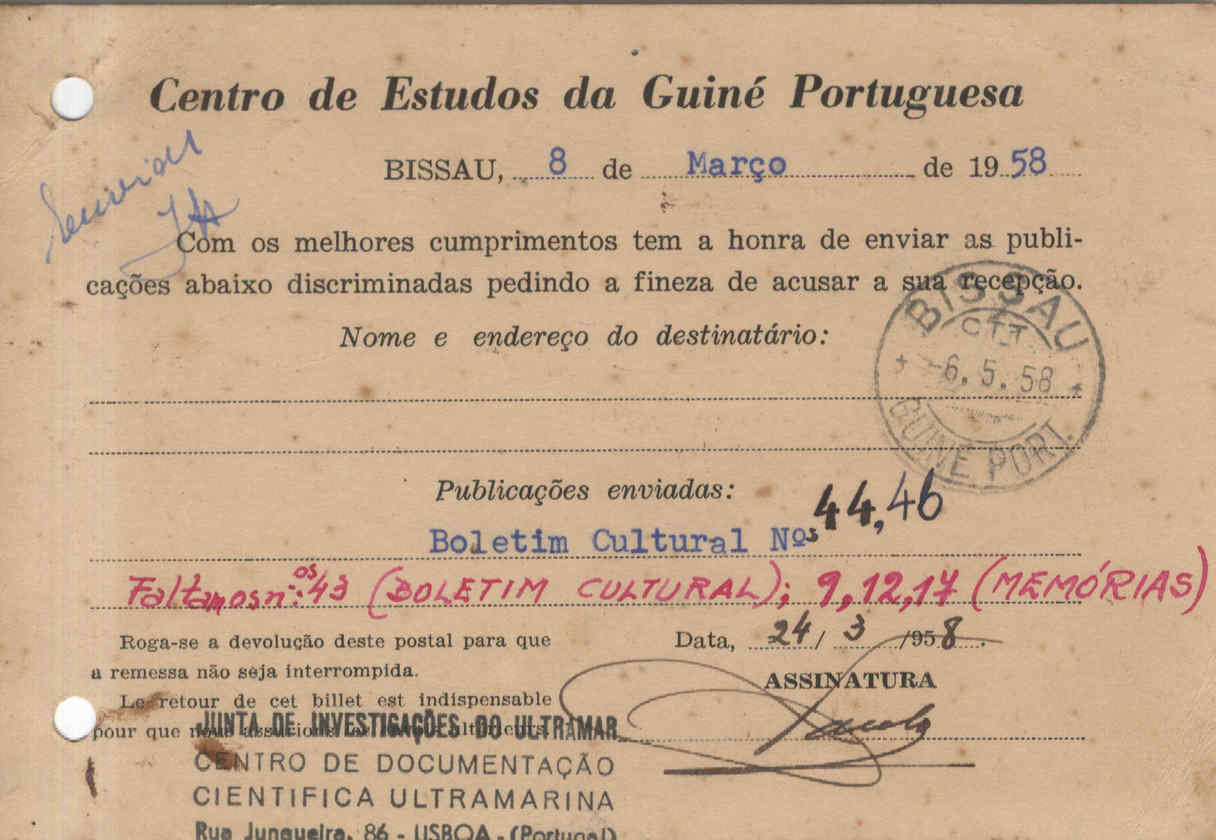 Centro de Estudos da Guiné Portuguesa
BISSAU, 8 de Março de 1958
JA
Com os melhores cumprimentos tem a honra de enviar as publi-
cações abaixo discriminadas pedindo a fineza de acusar a sua recepção.
Nome e endereço do destinatário:
BISSAU
CTT
-6. 5. 58
GUINÉ PORT.
Publicações enviadas:
Boletim Cultural Nºs 44,46
Faltam os n.os 43 (BOLETIM CULTURAL); 9, 12, 17 (MEMÓRIAS)
Roga-se a devolução deste postal para que
a remessa não seja interrompida.
Data, 24/ 3 /958.
ASSINATURA
Le retour de cet billet est indispensable
pour que nous
JUNTA DE INVESTIGAÇÕES DO ULTRAMAR
CENTRO DE DOCUMENTAÇÃO
CIENTIFICA ULTRAMARINA
Rua Junqueira, 86 - LISBOA - (Portugal)